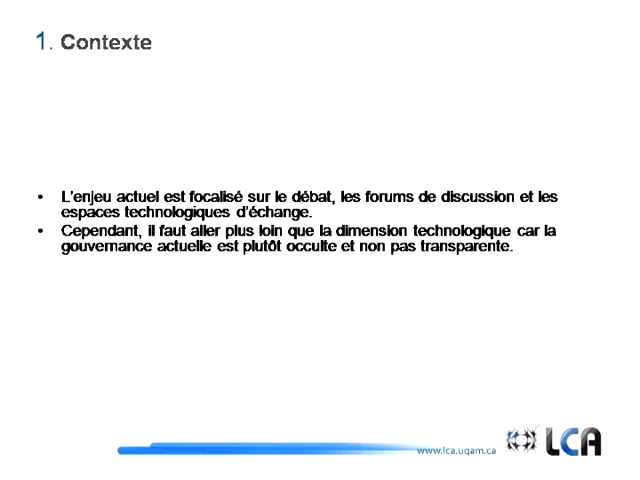 1. Contexte
• L'enjeu actuel est focalisé sur le débat, les forums de discussion et les
espaces technologiques d'échange.
• Cependant, il faut aller plus loin que la dimension technologique car la
gouvernance actuelle est plutôt occulte et non pas transparente.
www.lca.uqam.ca
LCA